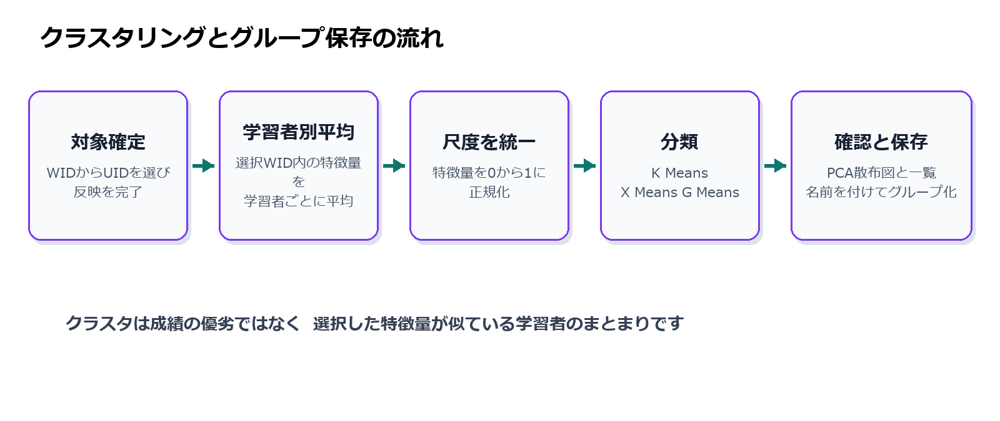 クラスタリングとグループ保存の流れ
対象確定
WIDからUIDを選び
反映を完了
学習者別平均
選択WID内の特徴量
を
学習者ごとに平均
尺度を統一
特徴量を0から1に
正規化
分類
K Means
X Means G Means
確認と保存
PCA散布図と一覧
名前を付けてグループ化
クラスタは成績の優劣ではなく 選択した特徴量が似ている学習者のまとまりです